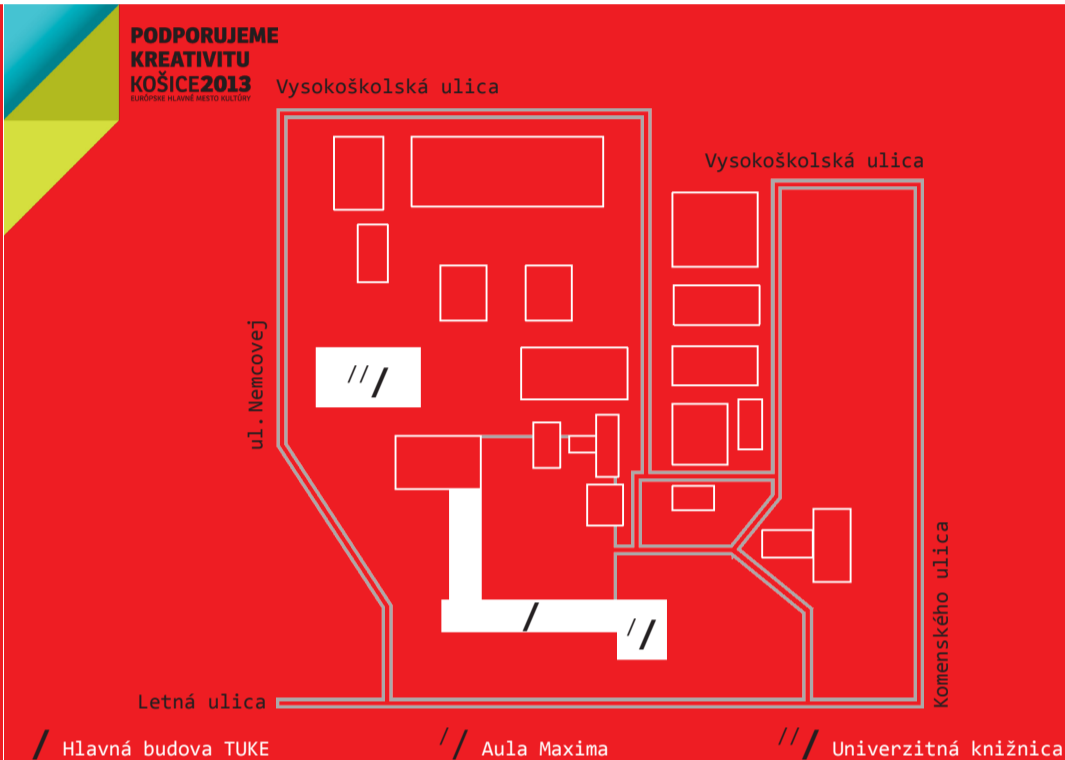 PODPORUJEME
KREATIVITU
KOŠICE2013
EURÓPSKE HLAVNÉ MESTO KULTÚRY
Vysokoškolská ulica
Vysokoškolská ulica
ul. Nemcovej
///
/
//
Komenského ulica
Letná ulica
/ Hlavná budova TUKE
// Aula Maxima
/// Univerzitná knižnica